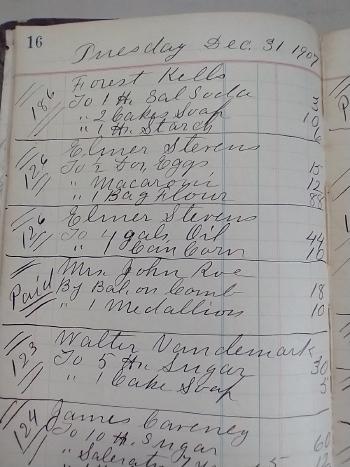 16
Tuesday Dec. 31 1907
Forest Kells
186 To 1 lb. Sal Soda 3
" 2 Cakes Soap 10
" 1 lb. Starch 6
Elmer Stevens
126 To ½ Doz. Eggs 15
" Macaroni 12
" 1 Bag Flour 88
Elmer Stevens
126 To 4 gals Oil 44
" 1 Can Corn 10
Mrs. John Roe
Paid By Bal. on Comb 18
" 1 Medallion 10
Walter Vandemark
123 To 5 lb. Sugar 30
" 1 Cake Soap 5
James Caveney
124 To 10 lb. Sugar 60
" Saleratus